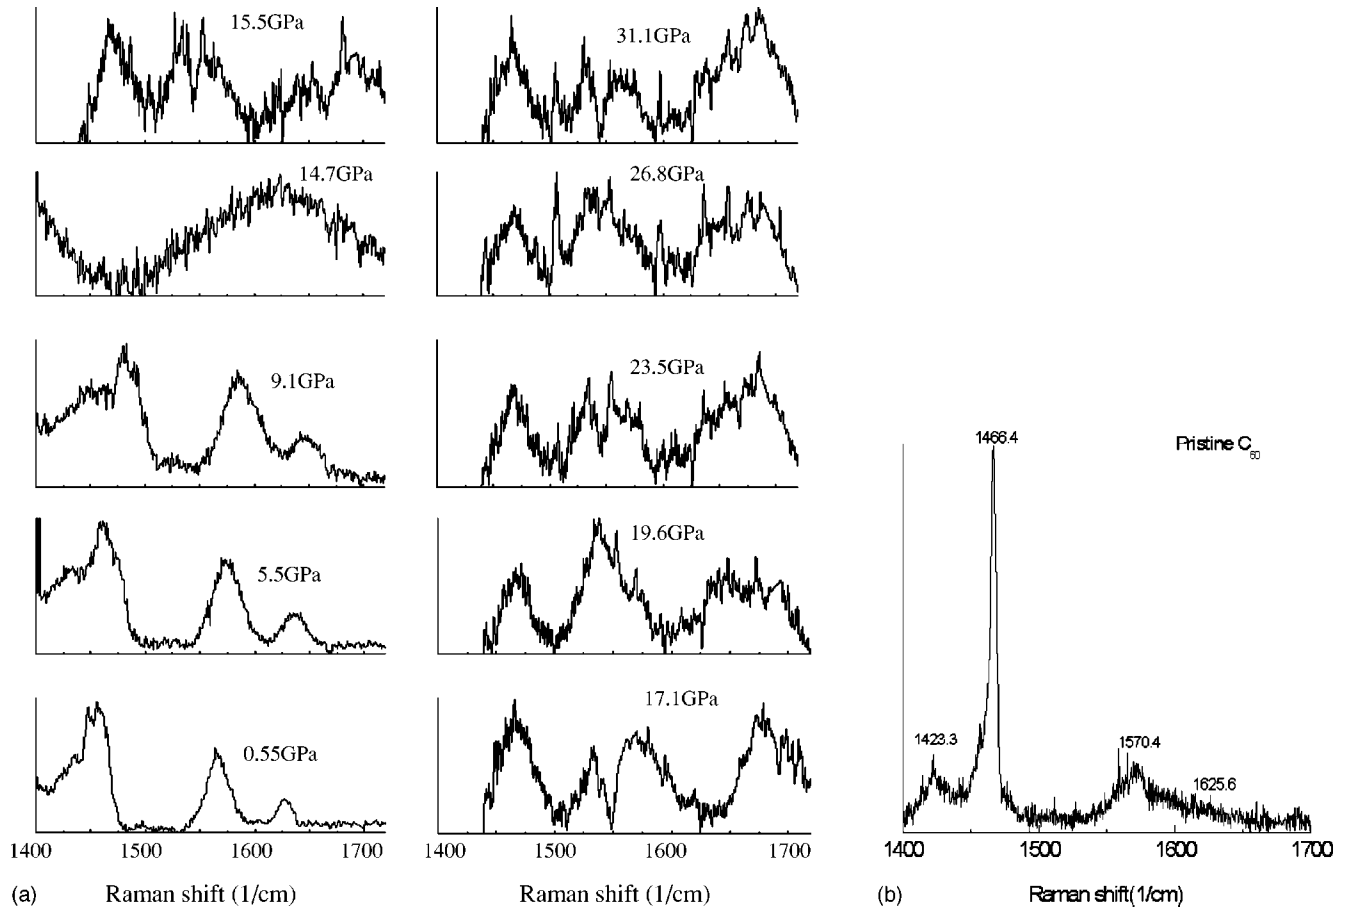 15.5GPa
14.7GPa
9.1GPa
5.5GPa
0.55GPa
1400 1500 1600 1700
(a) Raman shift (1/cm)
31.1GPa
26.8GPa
23.5GPa
19.6GPa
17.1GPa
1400 1500 1600 1700
Raman shift (1/cm)
1466.4
Pristine C60
1423.3
1570.4
1625.6
1400 1500 1600 1700
(b) Raman shift(1/cm)